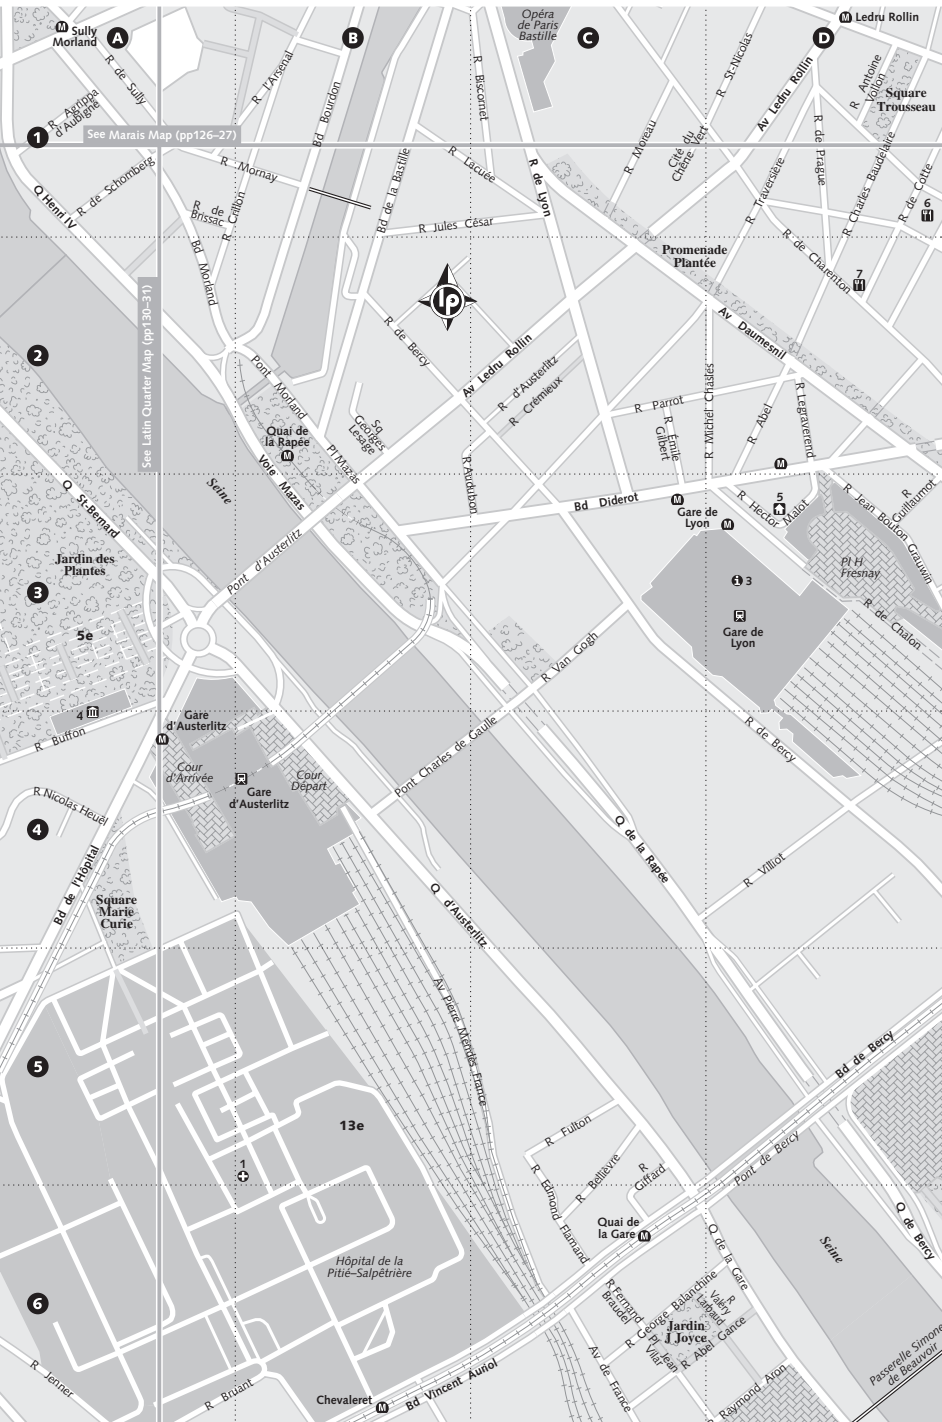 Sully
Morland
A
B
Opéra
de Paris
Bastille
C
D
Ledru Rollin
R de Sully
R l'Arsenal
Bd Bourdon
R Biscornet
R St-Nicolas
Av Ledru Rollin
R Antoine
Vollon
Square
Trousseau
R Agrippa
d'Aubigné
1
See Marais Map (pp126–27)
R Mornay
R Lacuée
R de Lyon
R Moreau
Cité du
Chêne Vert
R de Prague
R Traversière
R Charles Baudelaire
R de Cotte
6
Q Henri IV
R de Schomberg
R de
Brissac
R Crillon
Bd de la Bastille
R Jules César
Bd Morland
Promenade
Plantée
R de Charenton
7
See Latin Quarter Map (pp130–31)
lp
2
R de Bercy
Av Ledru Rollin
Av Daumesnil
Pont Morland
R d'Austerlitz
R Crémieux
R Parrot
R Émile
Gilbert
R Michel Chasles
R Abel
R Legraverend
Sq
Georges
Lesage
Quai de
la Rapée
Pl Mazas
Voie Mazas
R Audubon
Seine
Q St-Bernard
Bd Diderot
Gare de
Lyon
R Hector Malot
5
R Jean Bouton
R
Guillaumot
Grauwin
Pl H
Fresnay
Jardin des
Plantes
Pont d'Austerlitz
3
5e
3
Gare de
Lyon
R de Chalon
R Van Gogh
4
R Buffon
Gare
d'Austerlitz
Cour
d'Arrivée
Cour
Départ
Gare
d'Austerlitz
Pont Charles de Gaulle
R de Bercy
R Nicolas Heuël
4
Bd de l'Hôpital
Q de la Rapée
R Villiot
Square
Marie
Curie
Q d'Austerlitz
Av Pierre Mendès France
5
Bd de Bercy
13e
R Fulton
1
R Bellièvre
R
Giffard
Pont de Bercy
R Edmond Flamand
Quai de
la Gare
Q de la Gare
Seine
Q de Bercy
Hôpital de la
Pitié–Salpêtrière
6
R Fernand
Braudel
R George Balanchine
R
Valéry
Larbaud
Jardin
J Joyce
Pl Jean
Vilar
R Abel Gance
Passerelle Simone
de Beauvoir
R Jenner
R Bruant
Chevaleret
Bd Vincent Auriol
Av de France
Raymond Aron